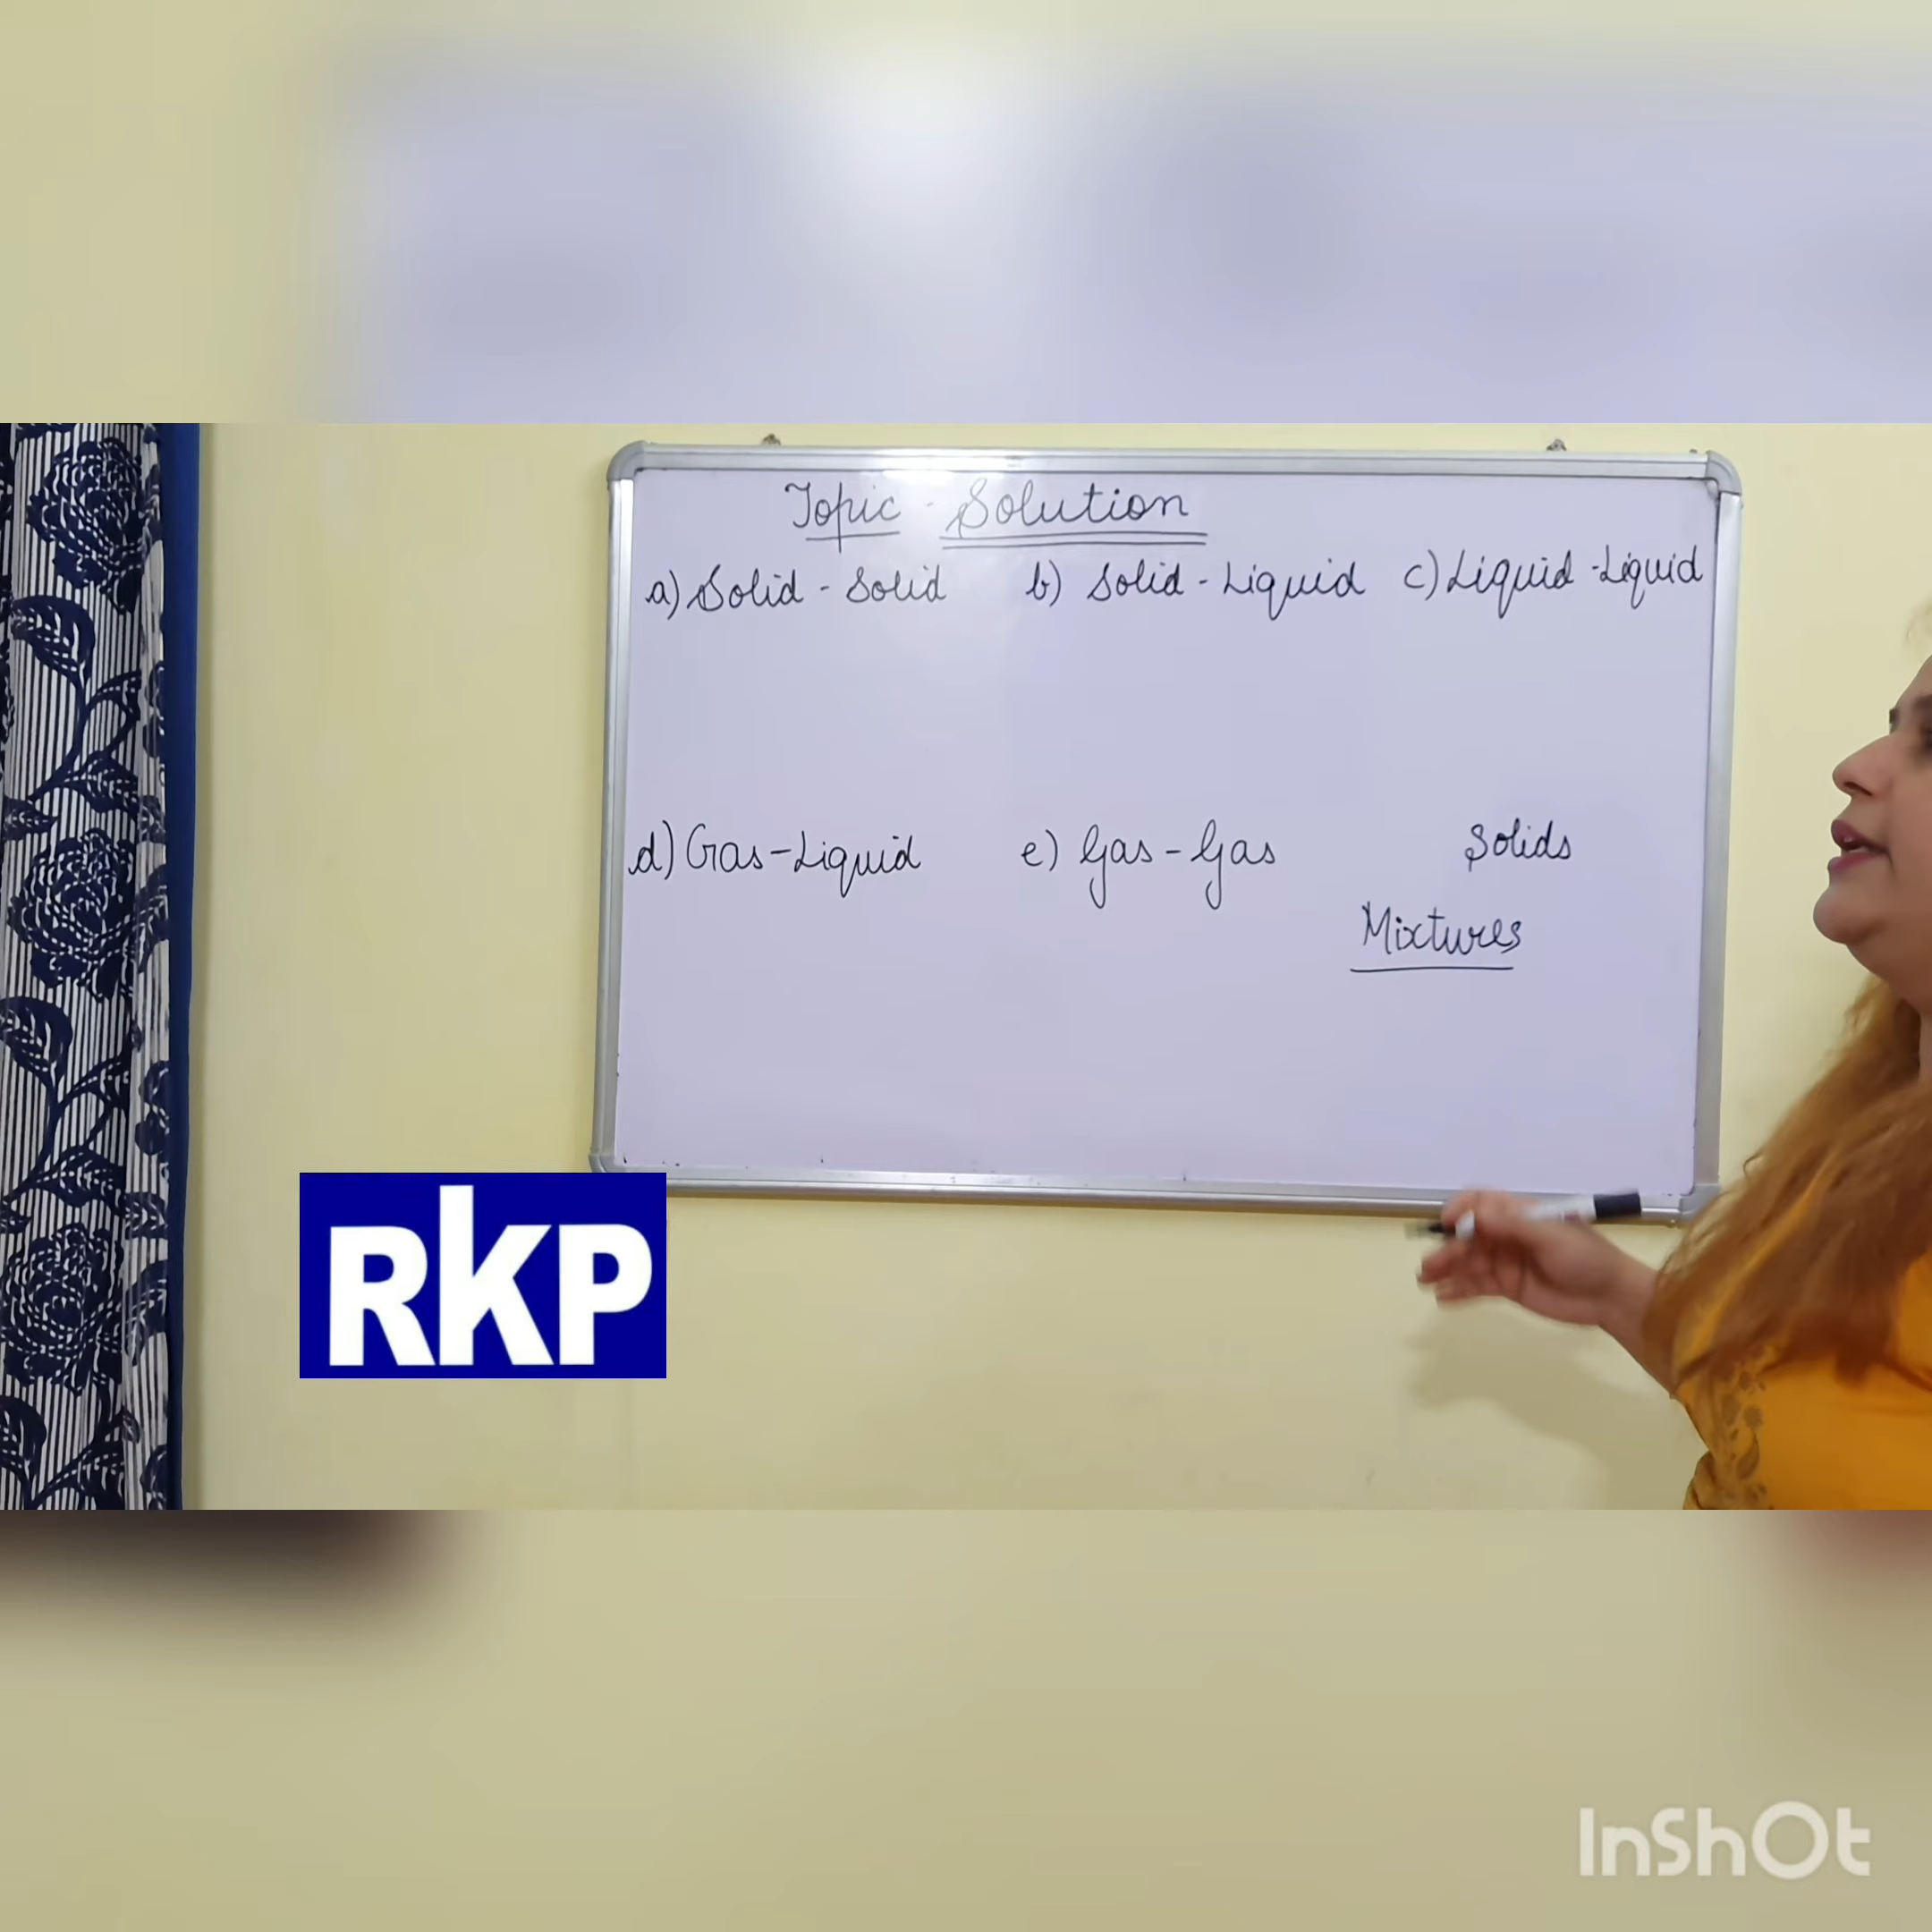 Topic - Solution
a) Solid - Solid b) Solid - Liquid c) Liquid - Liquid
d) Gas - Liquid e) Gas - Gas Solids
Mixtures
RKP
InShOt